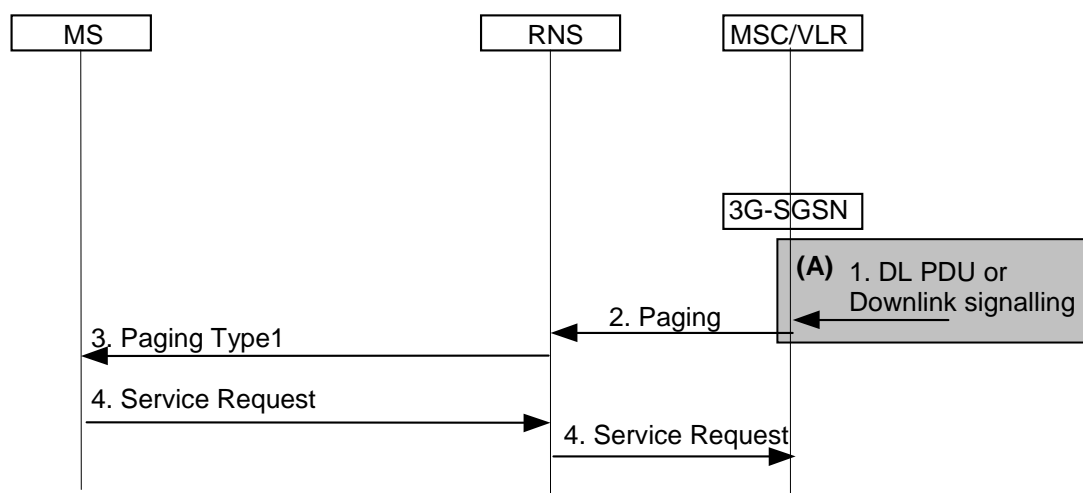 MS
RNS
MSC/VLR
3G-SGSN
(A) 1. DL PDU or
Downlink signalling
2. Paging
3. Paging Type1
4. Service Request
4. Service Request